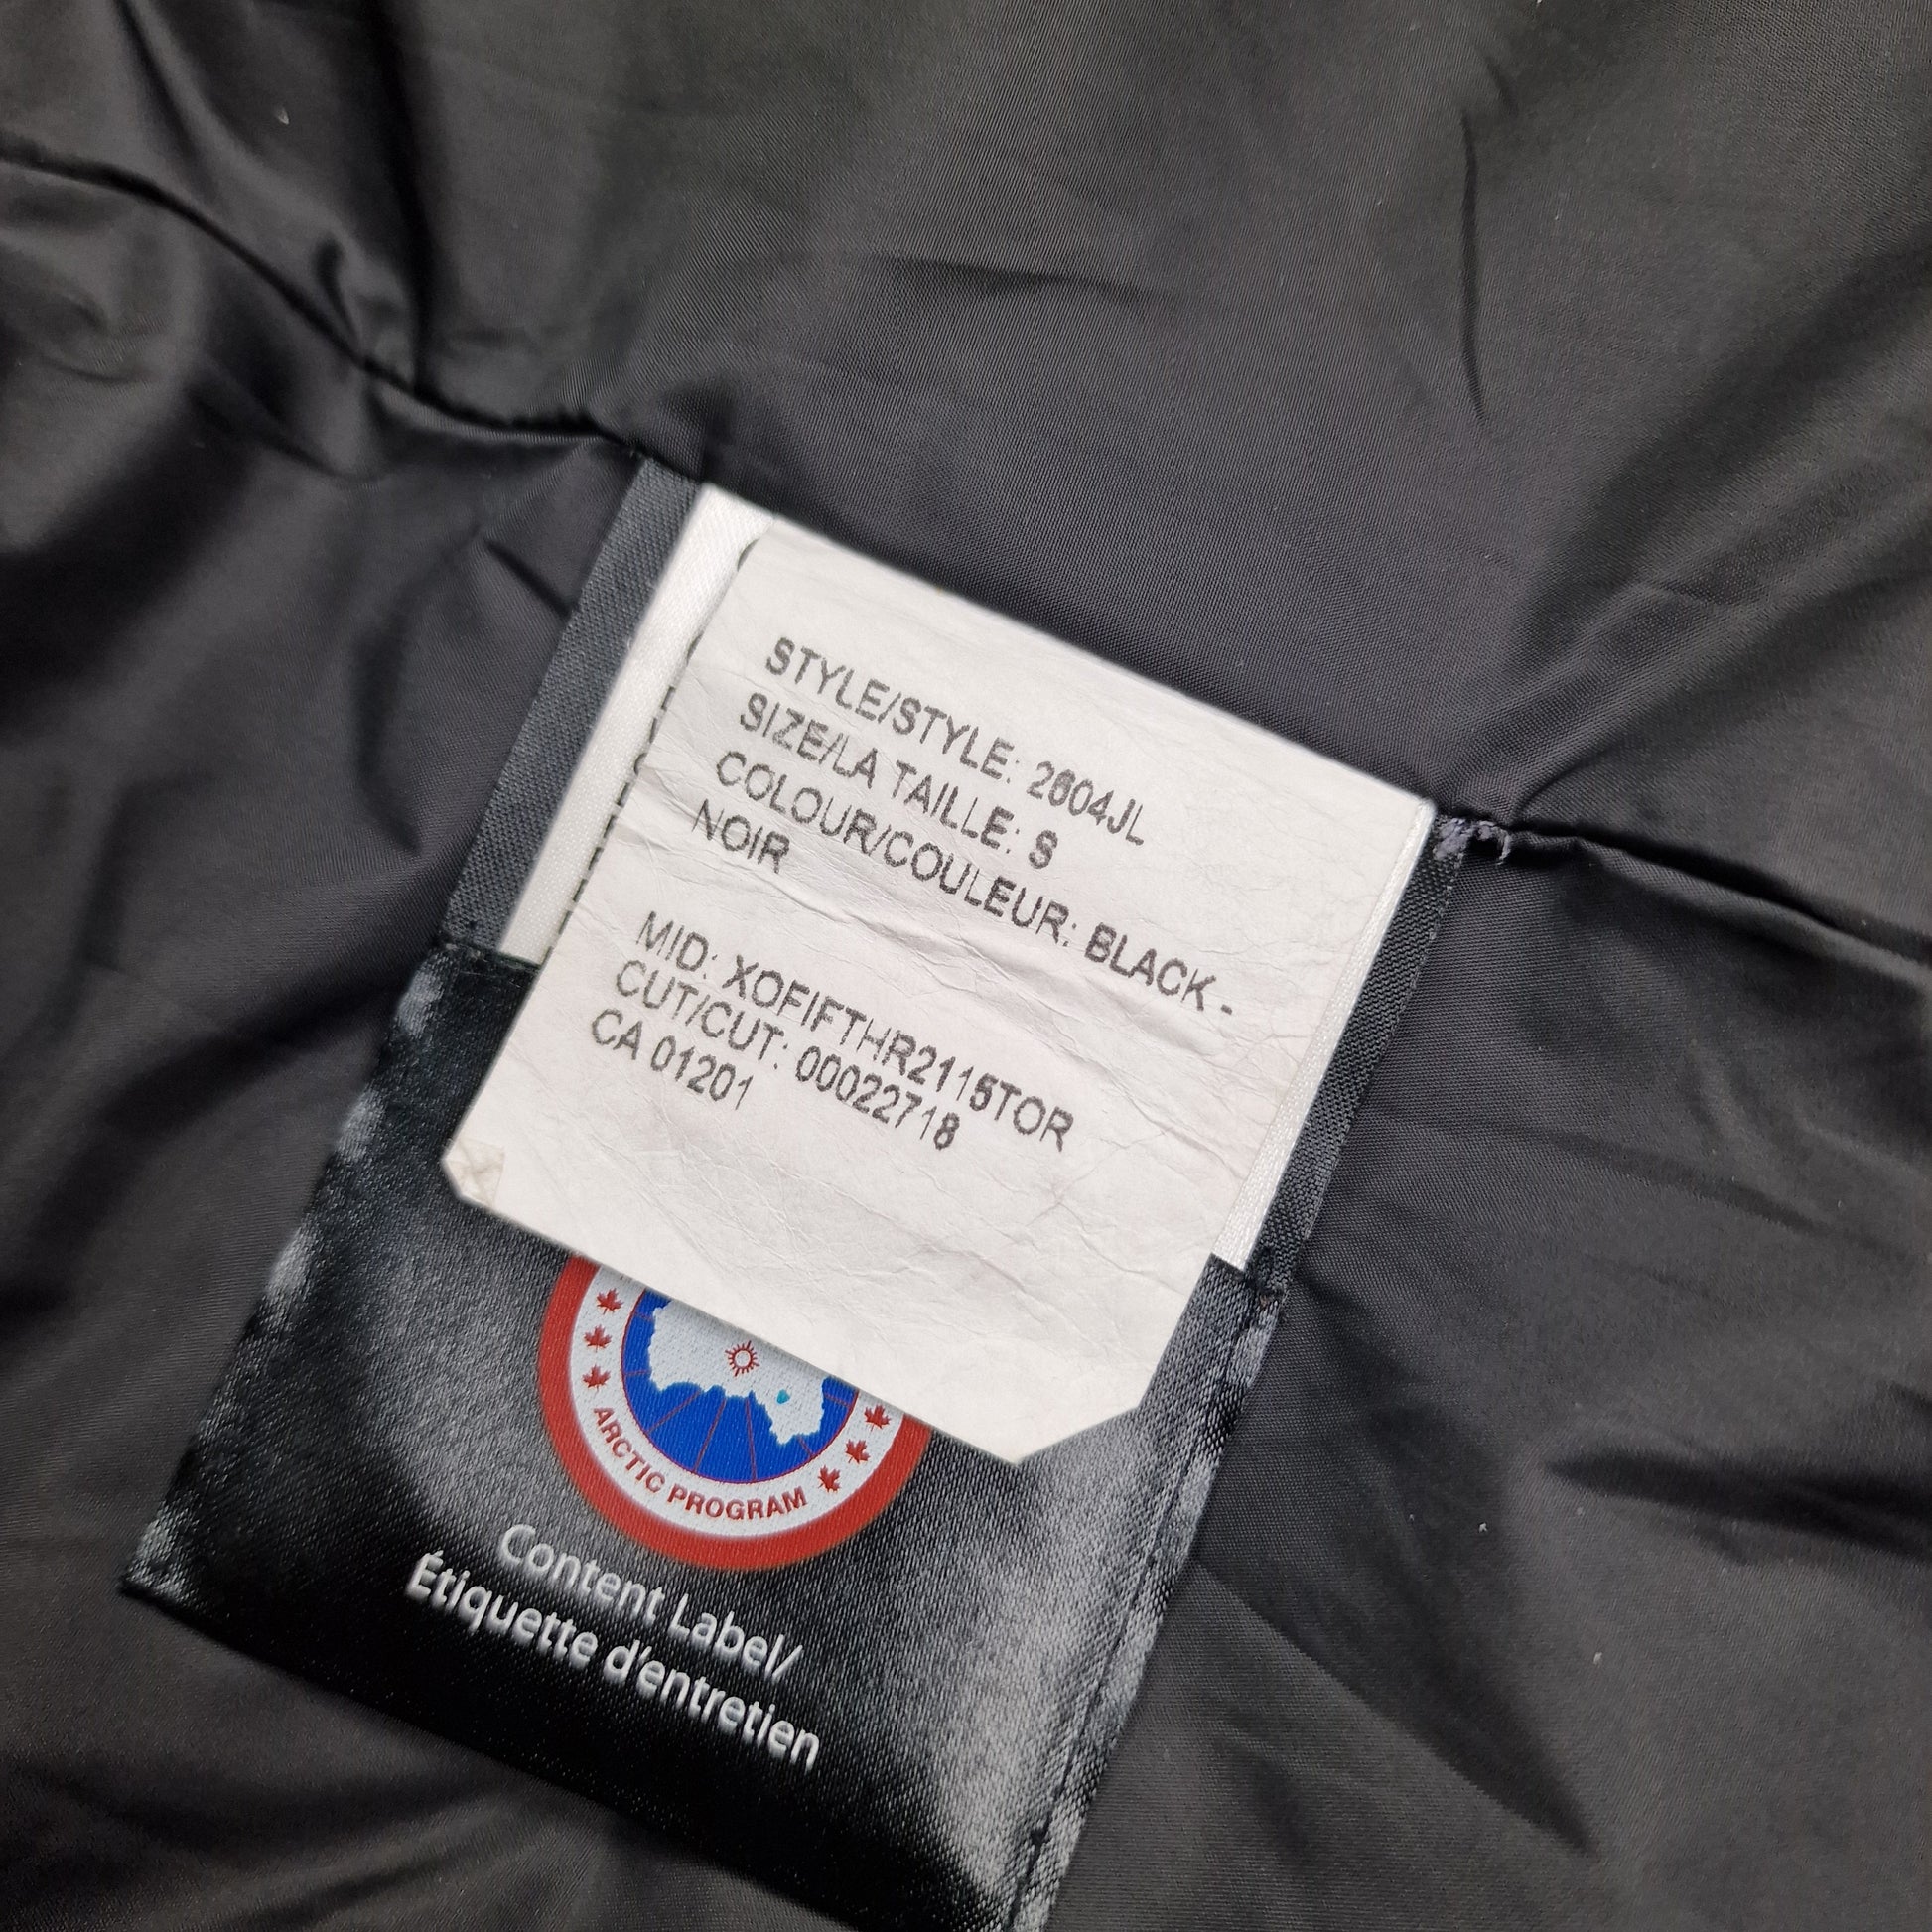 STYLE/STYLE: 2604JL
SIZE/LA TAILLE: S
COLOUR/COULEUR: BLACK -
NOIR
MID: XOFIFTHR2115TOR
CUT/CUT: 00022718
CA 01201
ARCTIC PROGRAM
Content Label/
Étiquette d'entretien